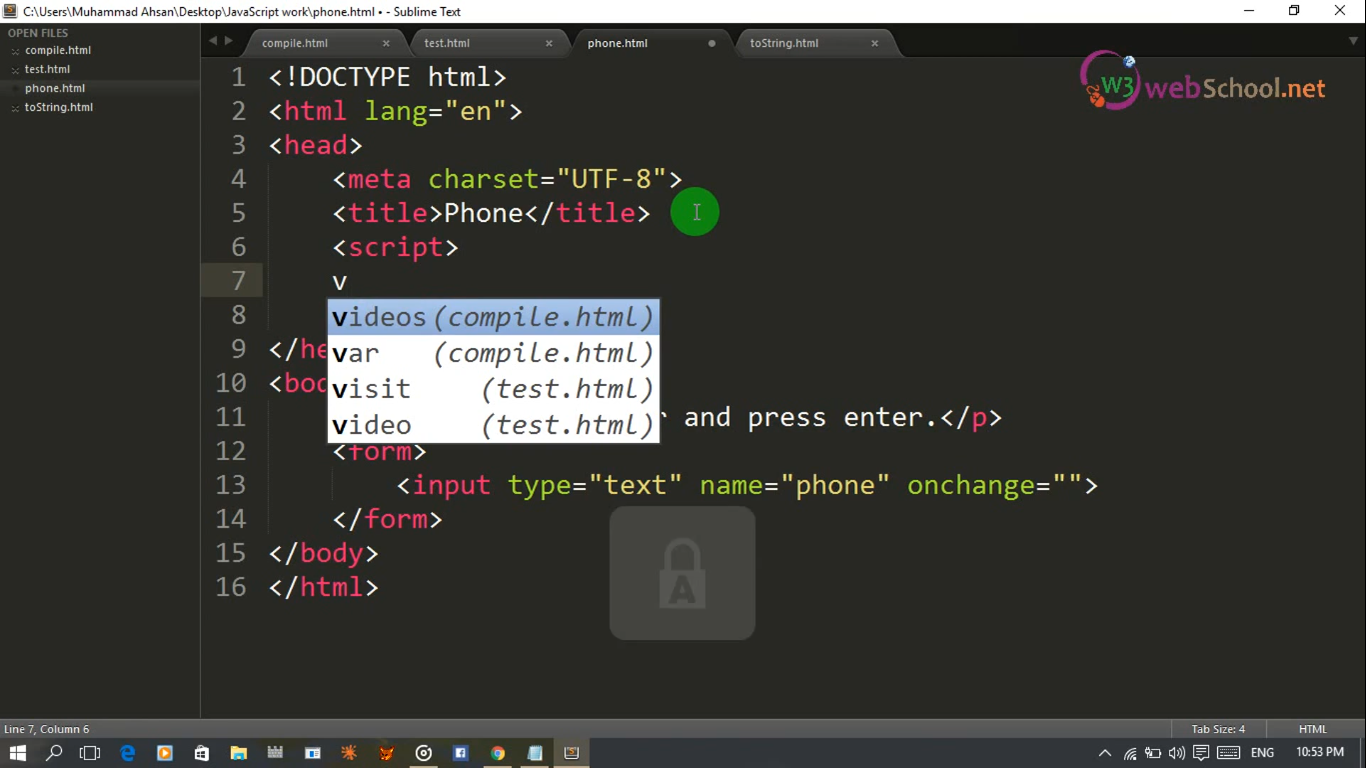 C:\Users\Muhammad Ahsan\Desktop\JavaScript work\phone.html • - Sublime Text
OPEN FILES
compile.html
test.html
phone.html
toString.html
compile.html × test.html × phone.html toString.html ×
W3webSchool.net
1 <!DOCTYPE html>
2 <html lang="en">
3 <head>
4 <meta charset="UTF-8">
5 <title>Phone</title>
6 <script>
7 v
8 videos (compile.html)
9 </he var (compile.html)
10 <bod visit (test.html)
11 video (test.html) r and press enter.</p>
12 <form>
13 <input type="text" name="phone" onchange="">
14 </form>
15 </body>
16 </html>
A
Line 7, Column 6 Tab Size: 4 HTML
ENG 10:53 PM